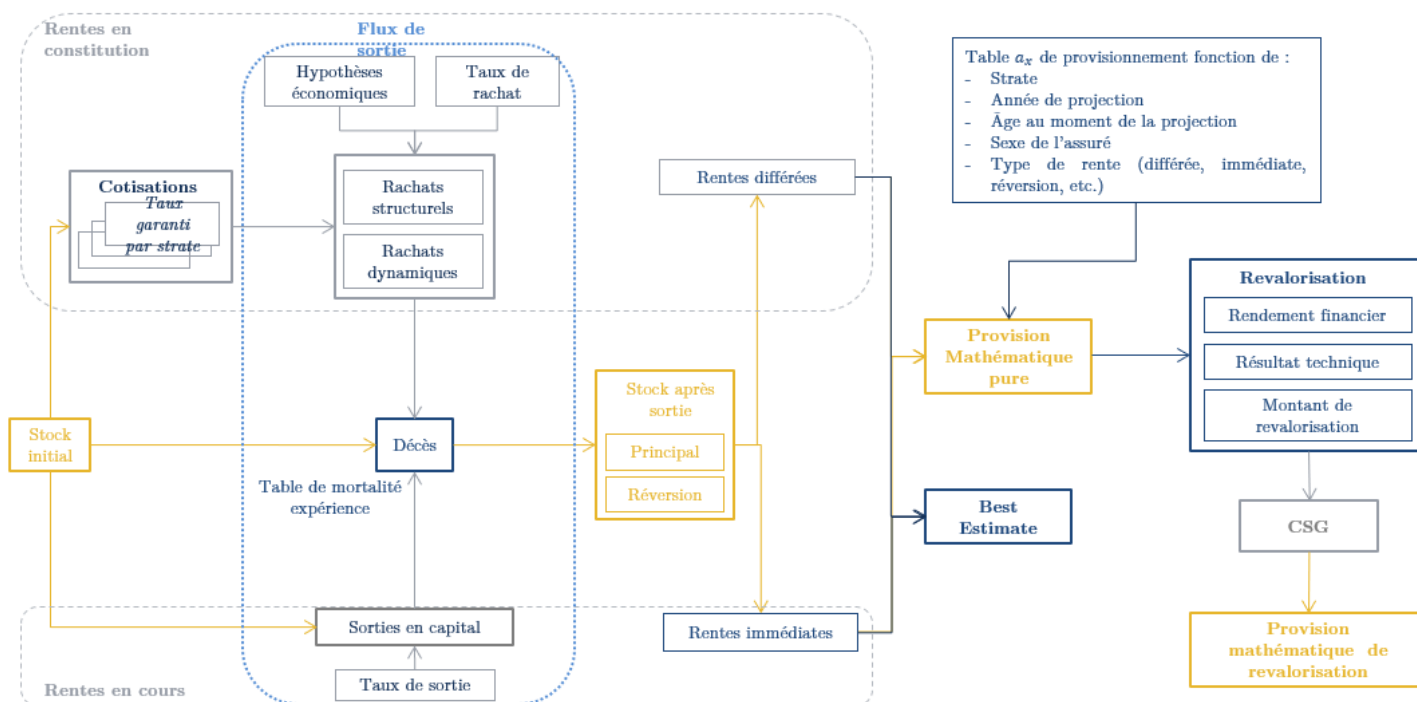 Rentes en
constitution
Flux de
sortie
Hypothèses
économiques
Taux de
rachat
Table a_x de provisionnement fonction de :
- Strate
- Année de projection
- Âge au moment de la projection
- Sexe de l'assuré
- Type de rente (différée, immédiate,
réversion, etc.)
Cotisations
Taux
garanti
par strate
Rachats
structurels
Rachats
dynamiques
Rentes différées
Revalorisation
Rendement financier
Résultat technique
Montant de
revalorisation
Provision
Mathématique
pure
Stock
initial
Décès
Table de mortalité
expérience
Stock après
sortie
Principal
Réversion
Best
Estimate
CSG
Sorties en capital
Taux de sortie
Rentes immédiates
Provision
mathématique de
revalorisation
Rentes en cours